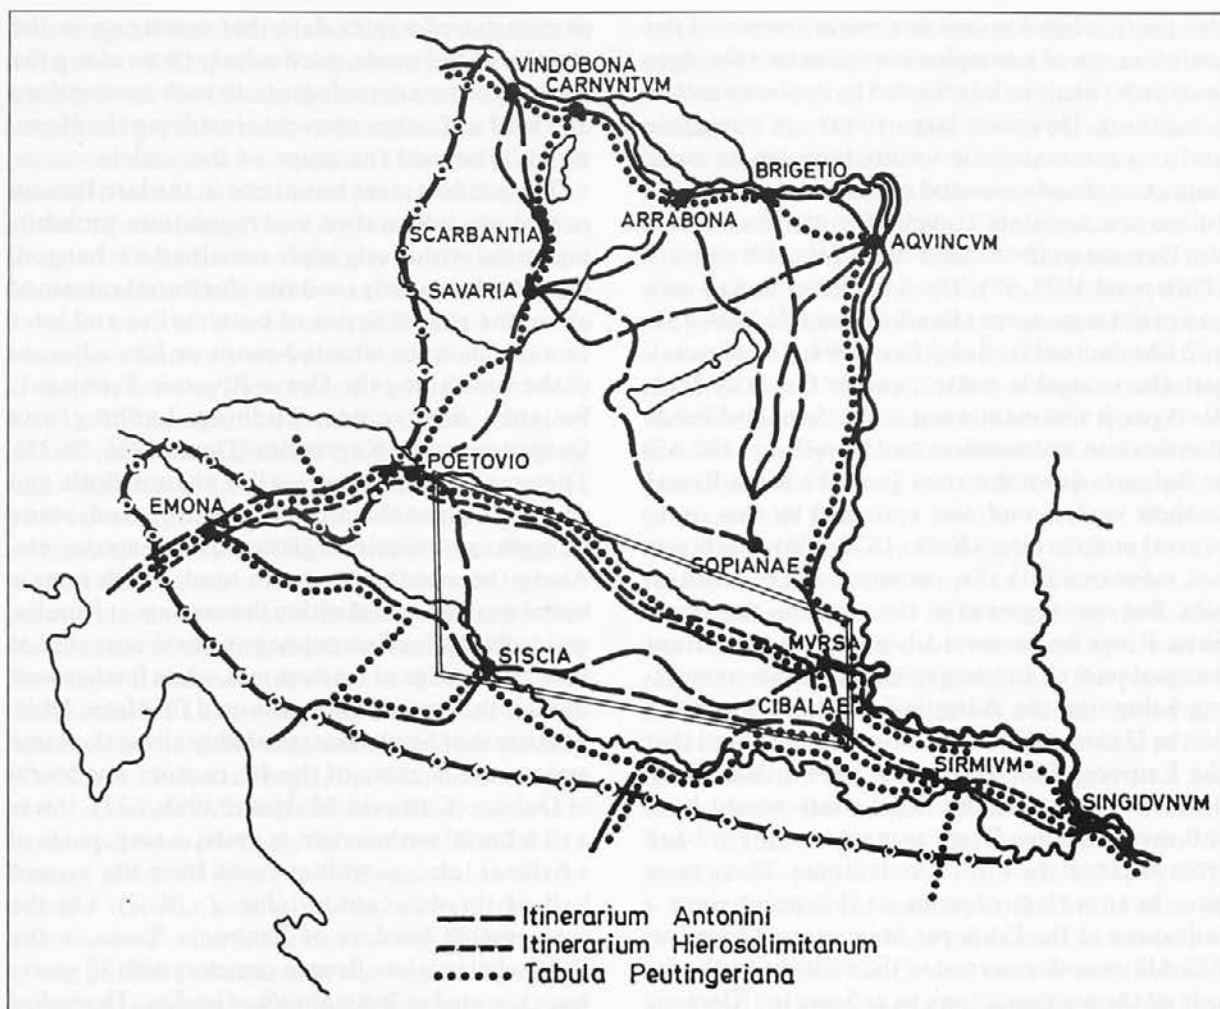 VINDOBONA
CARNVNTVM
BRIGETIO
ARRABONA
SCARBANTIA
AQVINCVM
SAVARIA
POETOVIO
EMONA
SOPIANAE
MVRSA
SISCIA
CIBALAE
SIRMIVM
SINGIDVNVM
Itinerarium Antonini
Itinerarium Hierosolimitanum
Tabula Peutingeriana